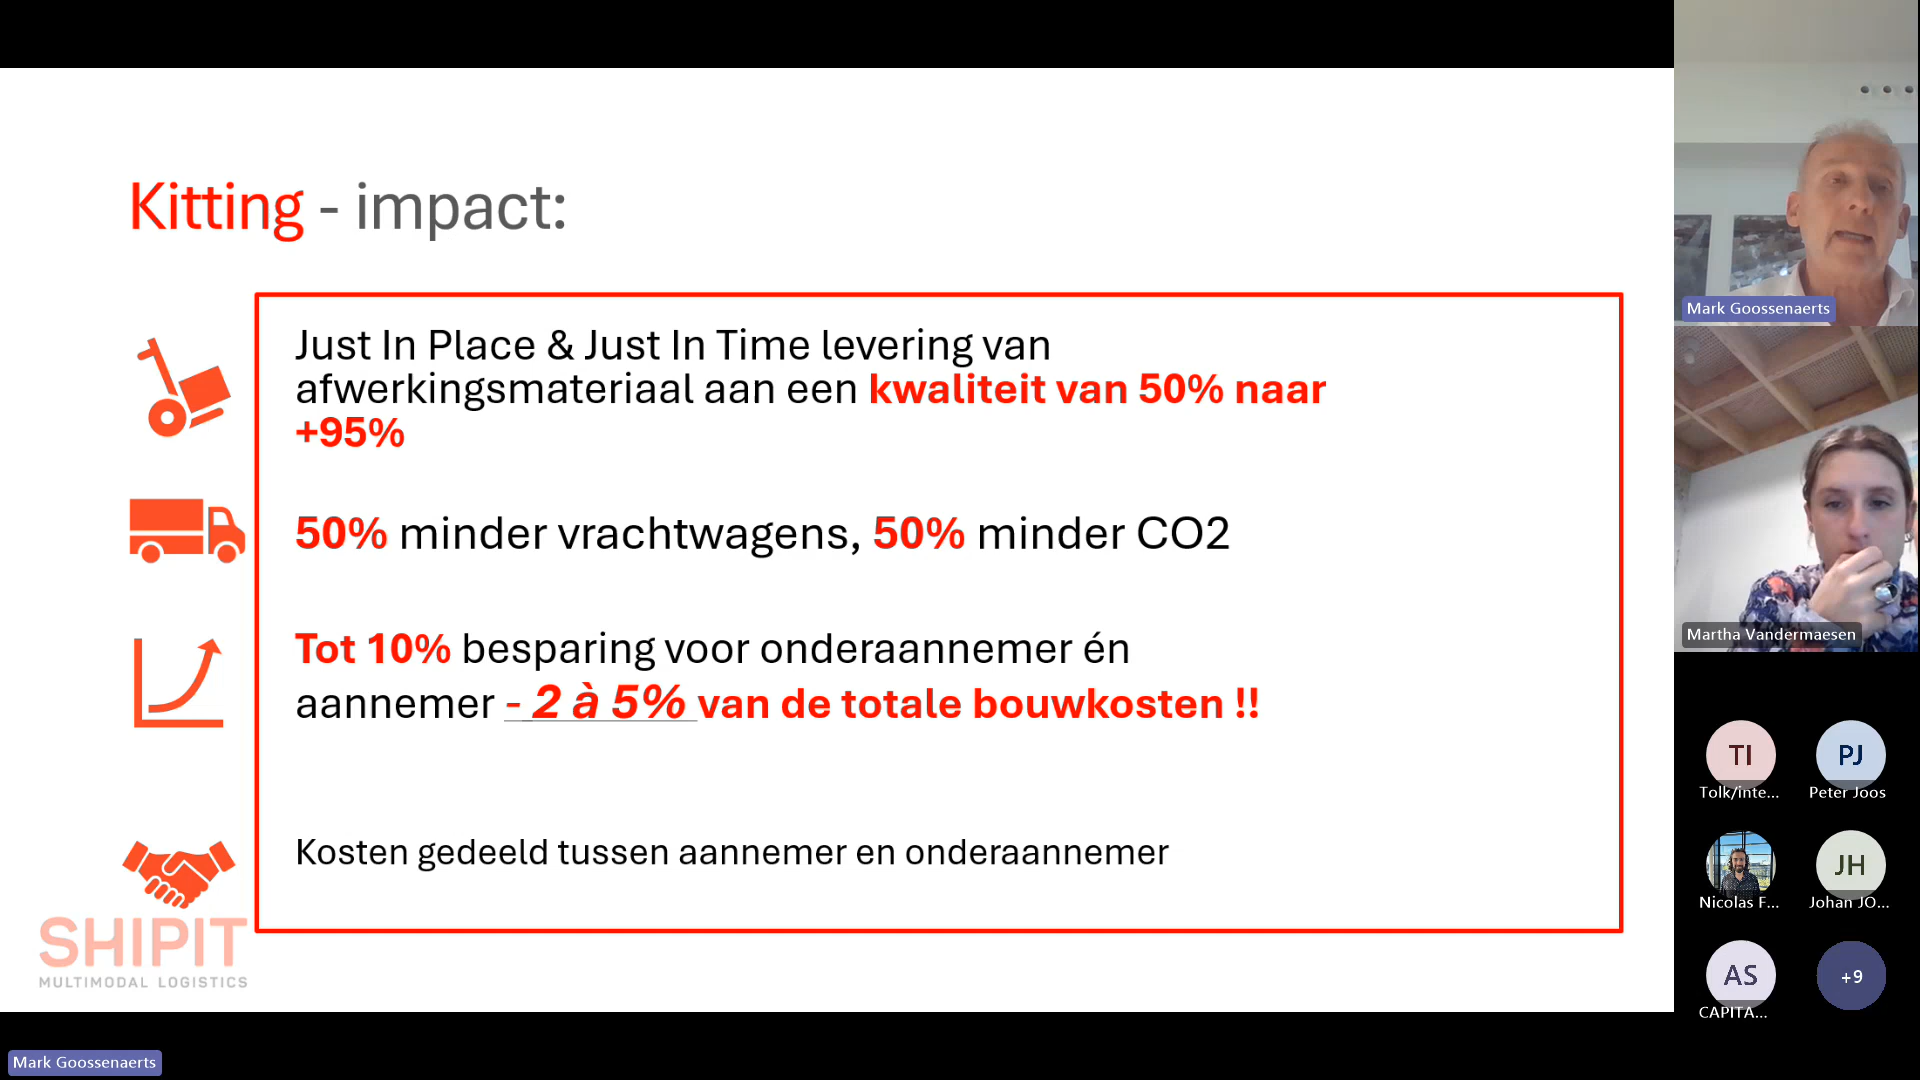 Kitting - impact:
Just In Place & Just In Time levering van
afwerkingsmateriaal aan een kwaliteit van 50% naar
+95%
50% minder vrachtwagens, 50% minder CO2
Tot 10% besparing voor onderaannemer én
aannemer - 2 à 5% van de totale bouwkosten !!
Kosten gedeeld tussen aannemer en onderaannemer
SHIPIT
MULTIMODAL LOGISTICS
Mark Goossenaerts
Mark Goossenaerts
Martha Vandermaesen
TI
Tolk/inte...
PJ
Peter Joos
Nicolas F...
JH
Johan JO...
AS
CAPITA...
+9